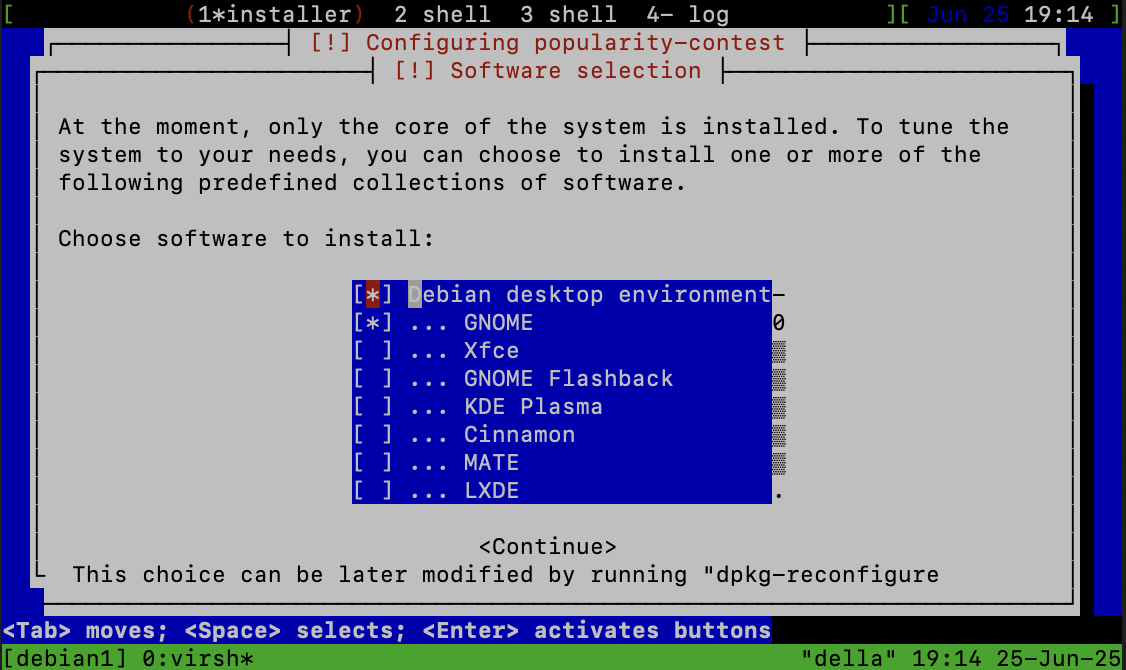 [ (1*installer) 2 shell 3 shell 4- log ][ Jun 25 19:14 ]
[!] Configuring popularity-contest
[!] Software selection
At the moment, only the core of the system is installed. To tune the
system to your needs, you can choose to install one or more of the
following predefined collections of software.
Choose software to install:
[*] Debian desktop environment-
[*] ... GNOME 0
[ ] ... Xfce
[ ] ... GNOME Flashback
[ ] ... KDE Plasma
[ ] ... Cinnamon
[ ] ... MATE
[ ] ... LXDE .
<Continue>
This choice can be later modified by running "dpkg-reconfigure
<Tab> moves; <Space> selects; <Enter> activates buttons
[debian1] 0:virsh* "della" 19:14 25-Jun-25